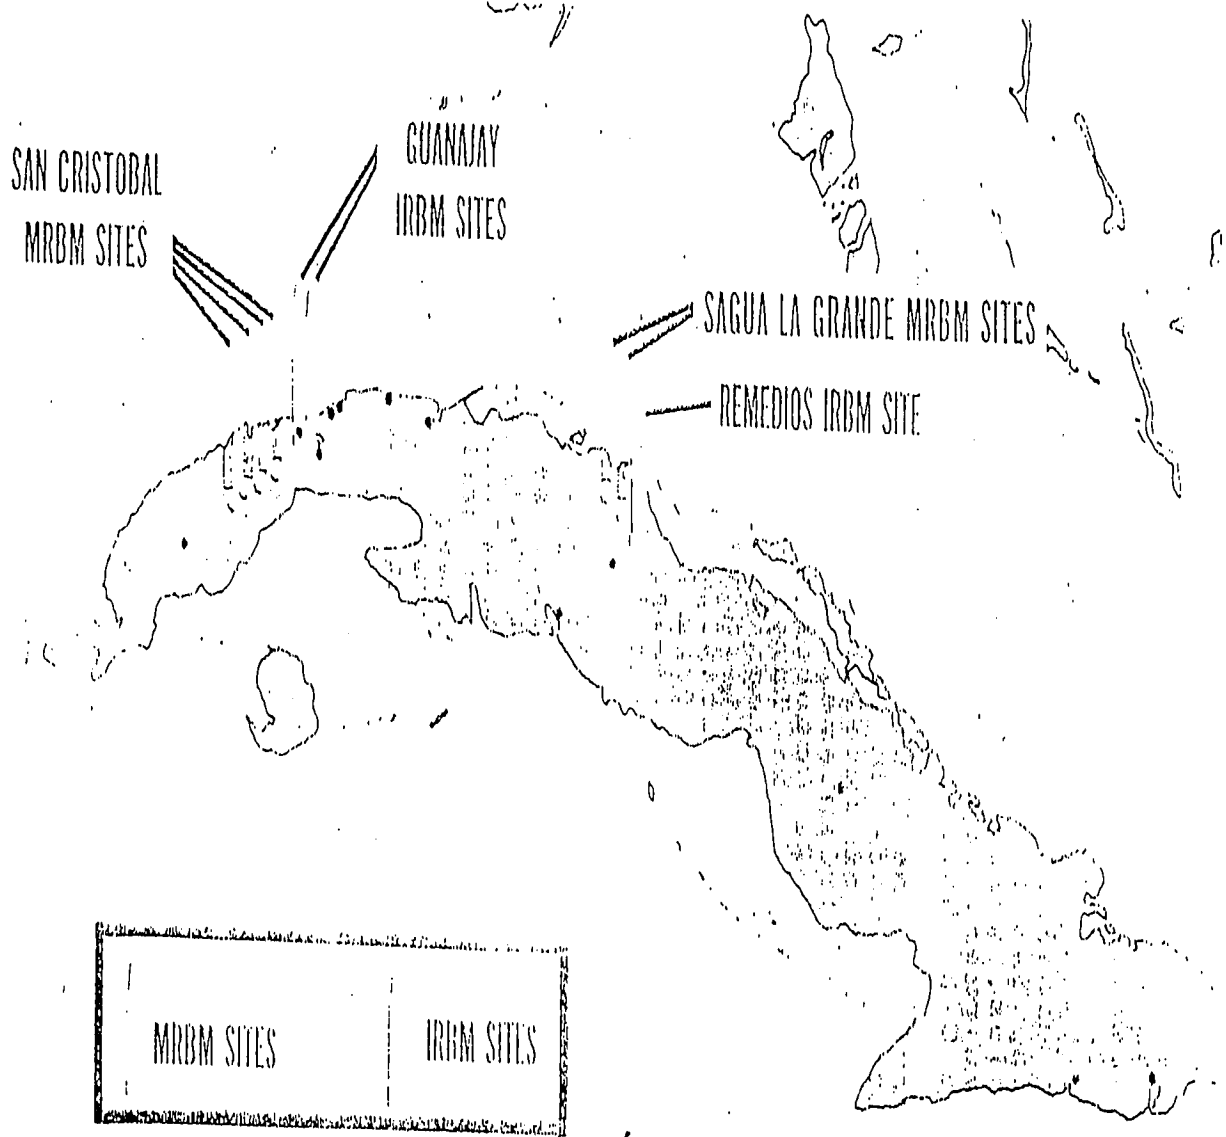 SAN CRISTOBAL
MRBM SITES
GUANAJAY
IRBM SITES
SAGUA LA GRANDE MRBM SITES
REMEDIOS IRBM SITE
MRBM SITES
IRBM SITES